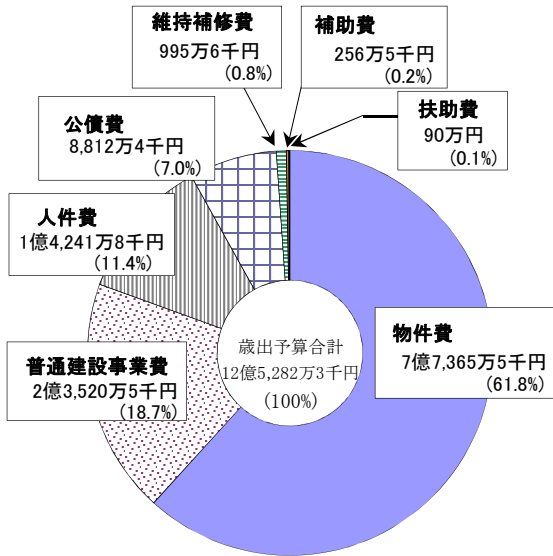 維持補修費
995万6千円
(0.8%)
補助費
256万5千円
(0.2%)
扶助費
90万円
(0.1%)
公債費
8,812万4千円
(7.0%)
人件費
1億4,241万8千円
(11.4%)
普通建設事業費
2億3,520万5千円
(18.7%)
物件費
7億7,365万5千円
(61.8%)
歳出予算合計
12億5,282万3千円
(100%)